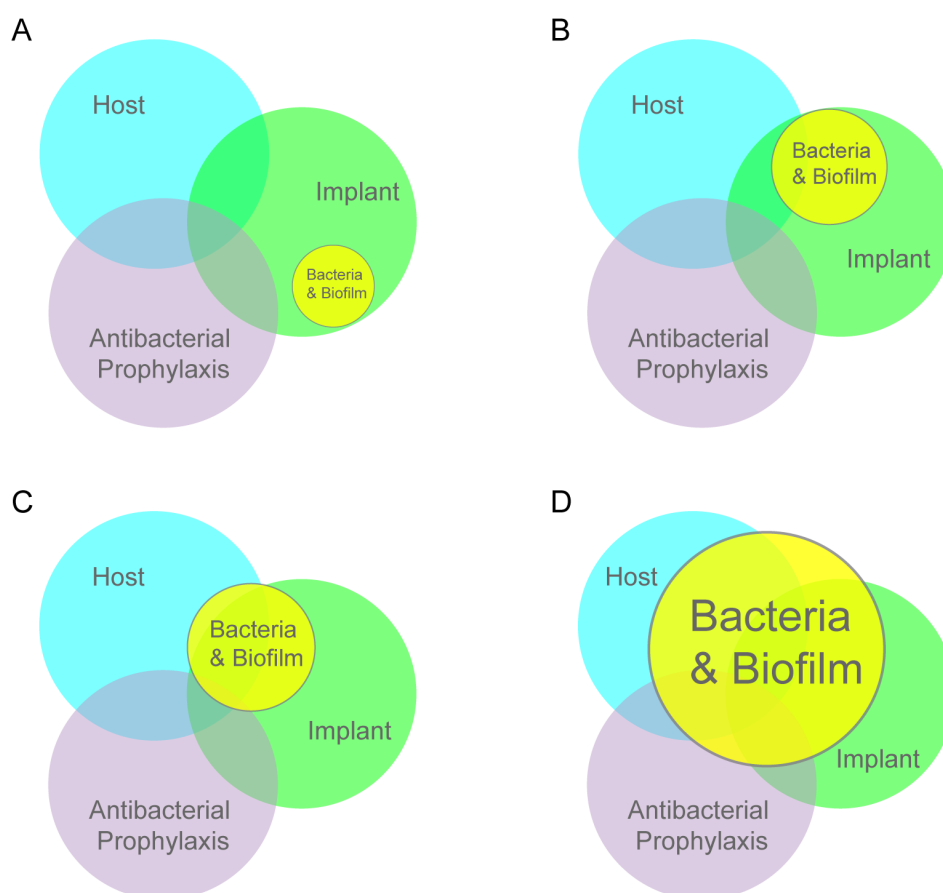 A
Host
Implant
Bacteria
& Biofilm
Antibacterial
Prophylaxis
B
Host
Bacteria
& Biofilm
Implant
Antibacterial
Prophylaxis
C
Host
Bacteria
& Biofilm
Implant
Antibacterial
Prophylaxis
D
Host
Bacteria
& Biofilm
Implant
Antibacterial
Prophylaxis